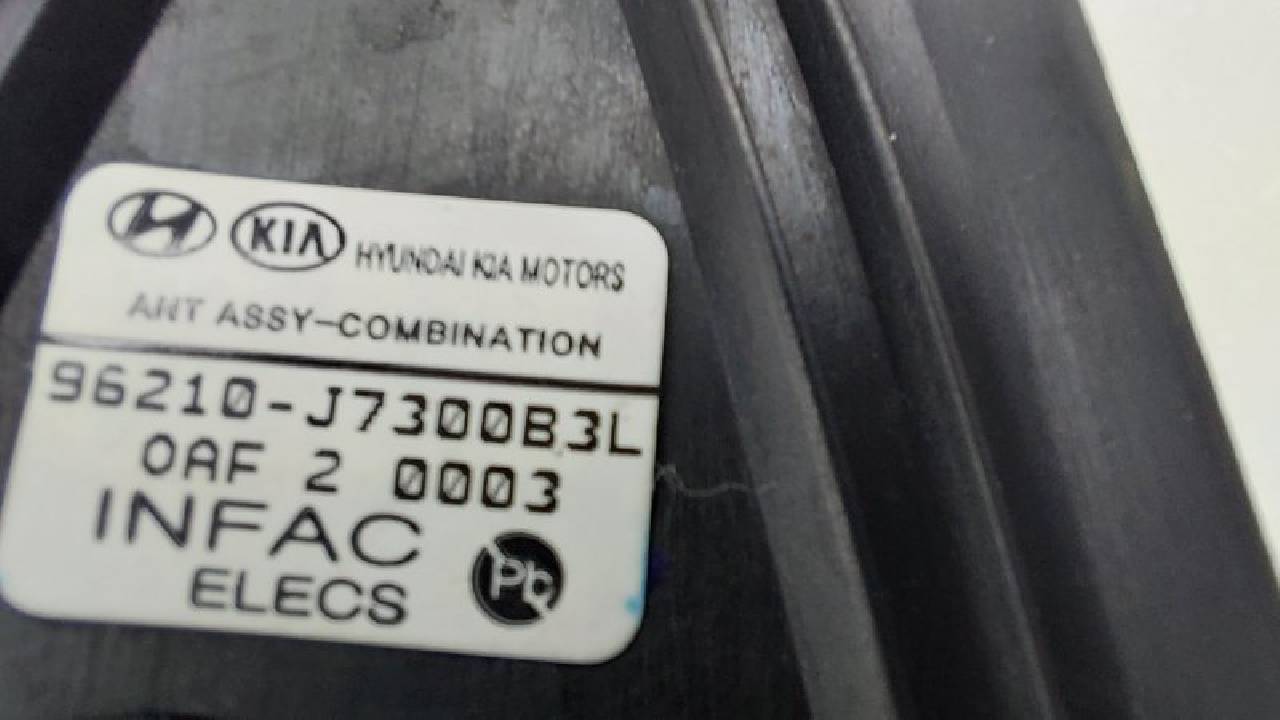 KIA HYUNDAI KIA MOTORS
ANT ASSY-COMBINATION
96210-J7300B3L
0AF 2 0003
INFAC
ELECS
Pb